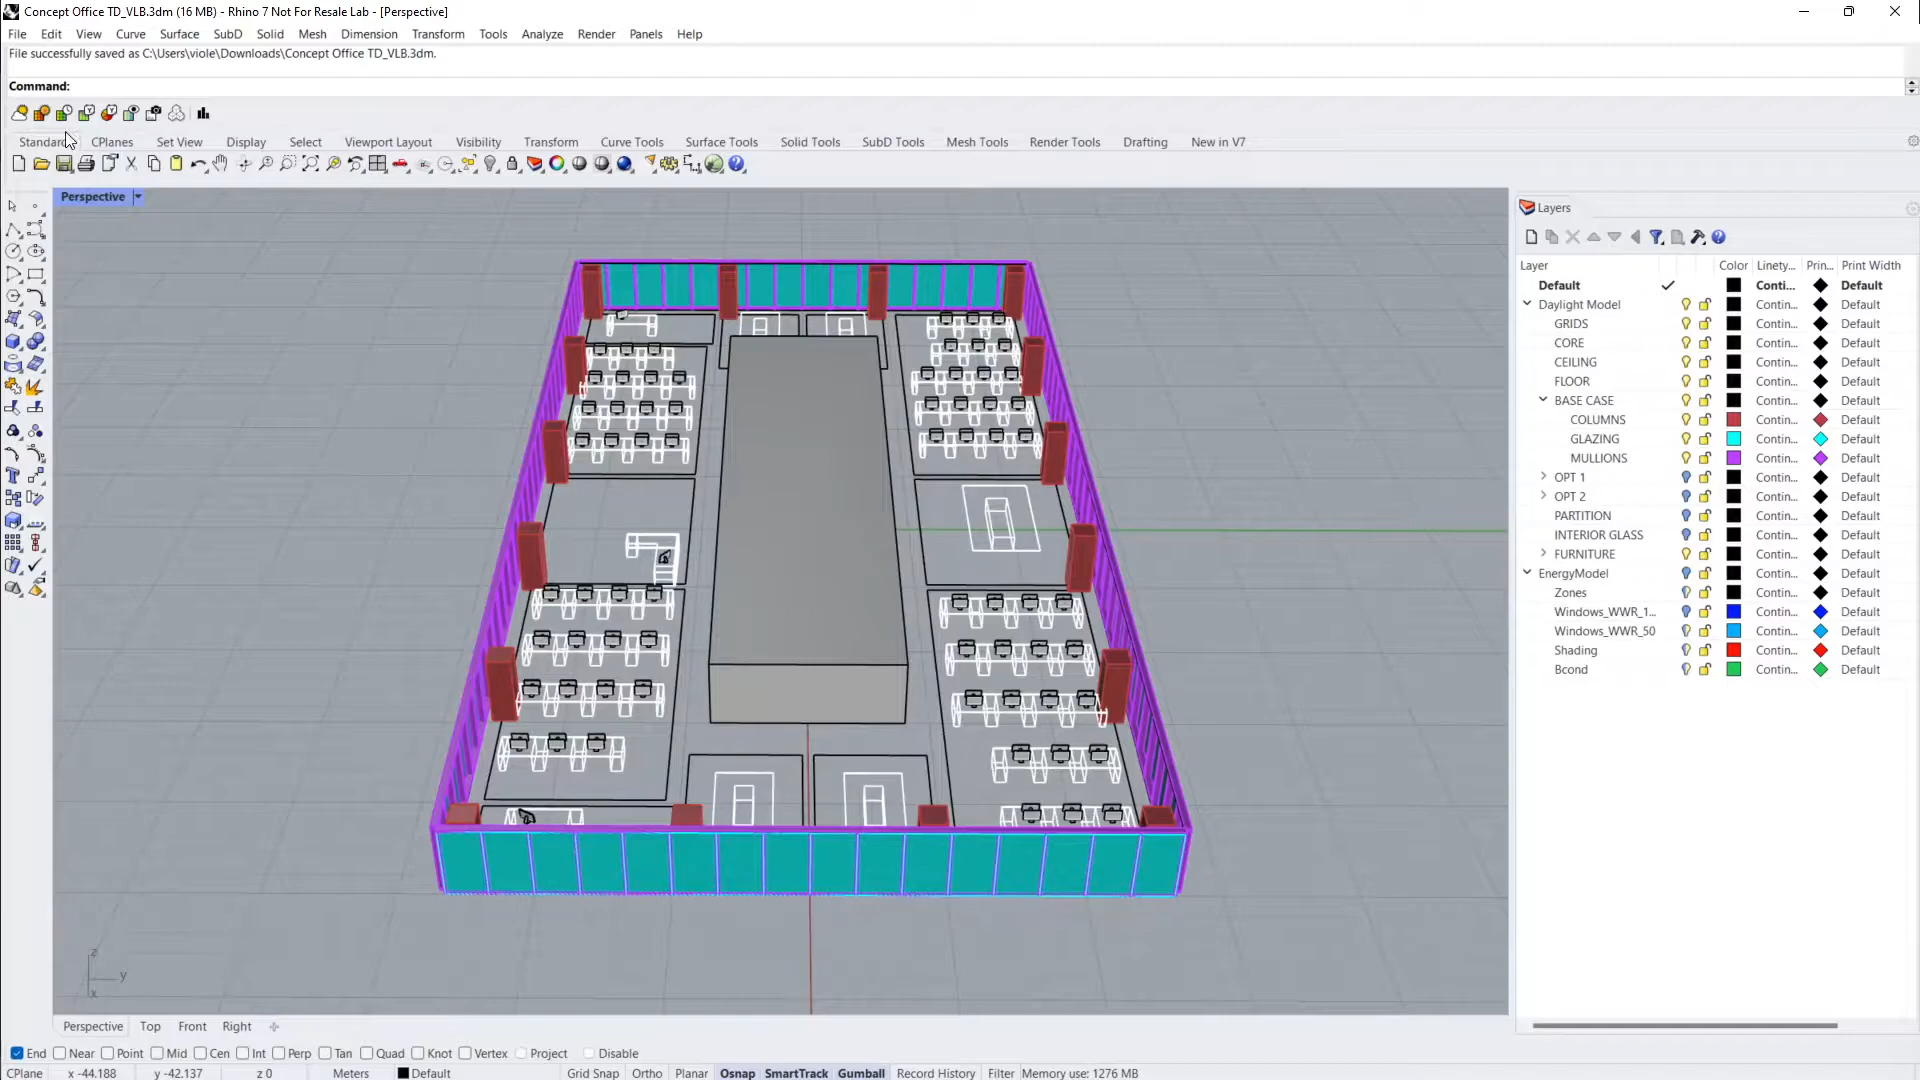 Concept Office TD_VLB.3dm (16 MB) - Rhino 7 Not For Resale Lab - [Perspective]
File Edit View Curve Surface SubD Solid Mesh Dimension Transform Tools Analyze Render Panels Help
File successfully saved as C:\Users\viole\Downloads\Concept Office TD_VLB.3dm.
Command:
Standard CPlanes Set View Display Select Viewport Layout Visibility Transform Curve Tools Surface Tools Solid Tools SubD Tools Mesh Tools Render Tools Drafting New in V7
Perspective
Layers
Layer Color Linety... Prin... Print Width
Default Conti... Default
Daylight Model Contin... Default
GRIDS Contin... Default
CORE Contin... Default
CEILING Contin... Default
FLOOR Contin... Default
BASE CASE Contin... Default
COLUMNS Contin... Default
GLAZING Contin... Default
MULLIONS Contin... Default
OPT 1 Contin... Default
OPT 2 Contin... Default
PARTITION Contin... Default
INTERIOR GLASS Contin... Default
FURNITURE Contin... Default
EnergyModel Contin... Default
Zones Contin... Default
Windows_WWR_1... Contin... Default
Windows_WWR_50 Contin... Default
Shading Contin... Default
Bcond Contin... Default
z
y
x
Perspective Top Front Right
End Near Point Mid Cen Int Perp Tan Quad Knot Vertex Project Disable
CPlane x -44.188 y -42.137 z 0 Meters Default Grid Snap Ortho Planar Osnap SmartTrack Gumball Record History Filter Memory use: 1276 MB